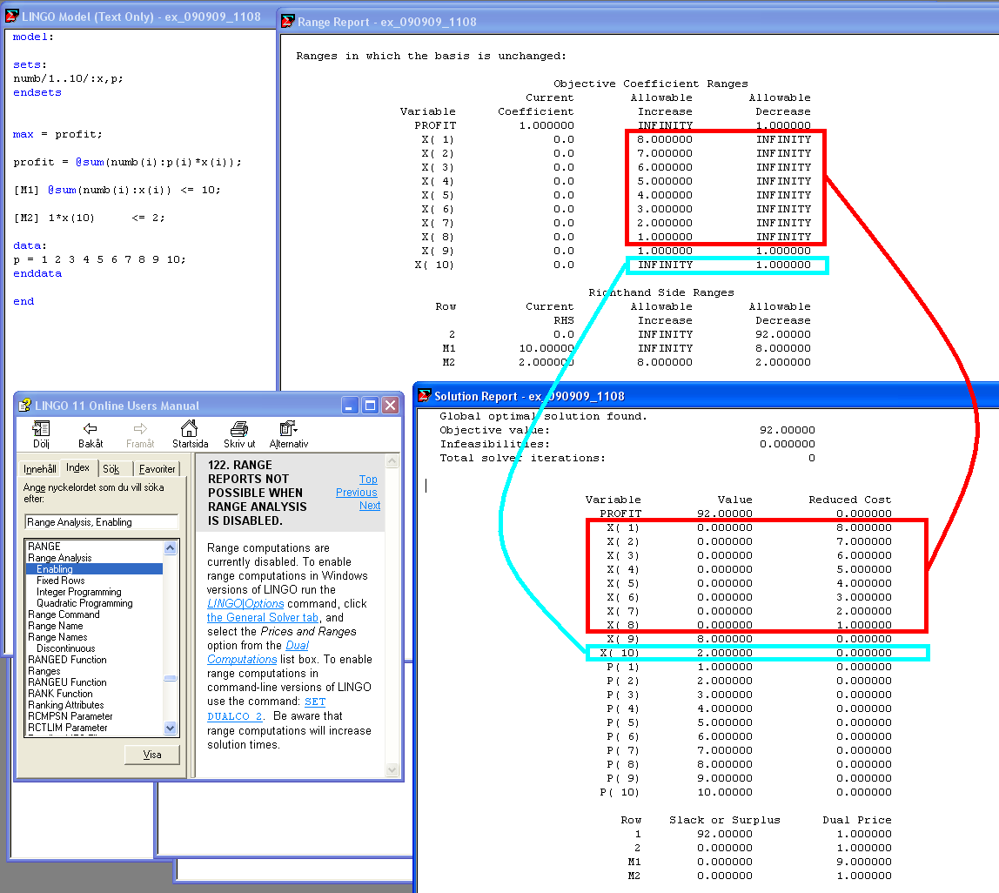 LINGO Model (Text Only) - ex_090909_1108
model:
sets:
numb/1..10/:x,p;
endsets
max = profit;
profit = @sum(numb(i):p(i)*x(i));
[M1] @sum(numb(i):x(i)) <= 10;
[M2] 1*x(10) <= 2;
data:
p = 1 2 3 4 5 6 7 8 9 10;
enddata
end
Range Report - ex_090909_1108
Ranges in which the basis is unchanged:
Objective Coefficient Ranges
Current Allowable Allowable
Variable Coefficient Increase Decrease
PROFIT 1.000000 INFINITY 1.000000
X( 1) 0.0 8.000000 INFINITY
X( 2) 0.0 7.000000 INFINITY
X( 3) 0.0 6.000000 INFINITY
X( 4) 0.0 5.000000 INFINITY
X( 5) 0.0 4.000000 INFINITY
X( 6) 0.0 3.000000 INFINITY
X( 7) 0.0 2.000000 INFINITY
X( 8) 0.0 1.000000 INFINITY
X( 9) 0.0 1.000000 1.000000
X( 10) 0.0 INFINITY 1.000000
Righthand Side Ranges
Row Current Allowable Allowable
RHS Increase Decrease
2 0.0 INFINITY 92.00000
M1 10.00000 INFINITY 8.000000
M2 2.000000 8.000000 2.000000
LINGO 11 Online Users Manual
Dölj Bakåt Framåt Startsida Skriv ut Alternativ
Innehåll Index Sök Favoriter
Ange nyckelordet som du vill söka
efter:
Range Analysis, Enabling
RANGE
Range Analysis
Enabling
Fixed Rows
Integer Programming
Quadratic Programming
Range Command
Range Name
Range Names
Discontinuous
RANGED Function
Ranges
RANGEU Function
RANK Function
Ranking Attributes
RCMPSN Parameter
RCTLIM Parameter
Visa
122. RANGE
REPORTS NOT
POSSIBLE WHEN
RANGE ANALYSIS
IS DISABLED.
Top
Previous
Next
Range computations are
currently disabled. To enable
range computations in Windows
versions of LINGO run the
LINGO|Options command, click
the General Solver tab, and
select the Prices and Ranges
option from the Dual
Computations list box. To enable
range computations in
command-line versions of LINGO
use the command: SET
DUALCO 2. Be aware that
range computations will increase
solution times.
Solution Report - ex_090909_1108
Global optimal solution found.
Objective value: 92.00000
Infeasibilities: 0.000000
Total solver iterations: 0
Variable Value Reduced Cost
PROFIT 92.00000 0.000000
X( 1) 0.000000 8.000000
X( 2) 0.000000 7.000000
X( 3) 0.000000 6.000000
X( 4) 0.000000 5.000000
X( 5) 0.000000 4.000000
X( 6) 0.000000 3.000000
X( 7) 0.000000 2.000000
X( 8) 0.000000 1.000000
X( 9) 8.000000 0.000000
X( 10) 2.000000 0.000000
P( 1) 1.000000 0.000000
P( 2) 2.000000 0.000000
P( 3) 3.000000 0.000000
P( 4) 4.000000 0.000000
P( 5) 5.000000 0.000000
P( 6) 6.000000 0.000000
P( 7) 7.000000 0.000000
P( 8) 8.000000 0.000000
P( 9) 9.000000 0.000000
P( 10) 10.00000 0.000000
Row Slack or Surplus Dual Price
1 92.00000 1.000000
2 0.000000 1.000000
M1 0.000000 9.000000
M2 0.000000 1.000000